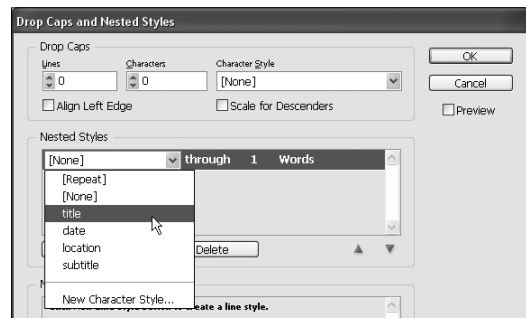 Drop Caps and Nested Styles
Drop Caps
Lines Characters Character Style
0 0 [None]
Align Left Edge Scale for Descenders
OK
Cancel
Preview
Nested Styles
[None] through 1 Words
[Repeat]
[None]
title
date
location
subtitle
New Character Style...
Delete
create a line style.